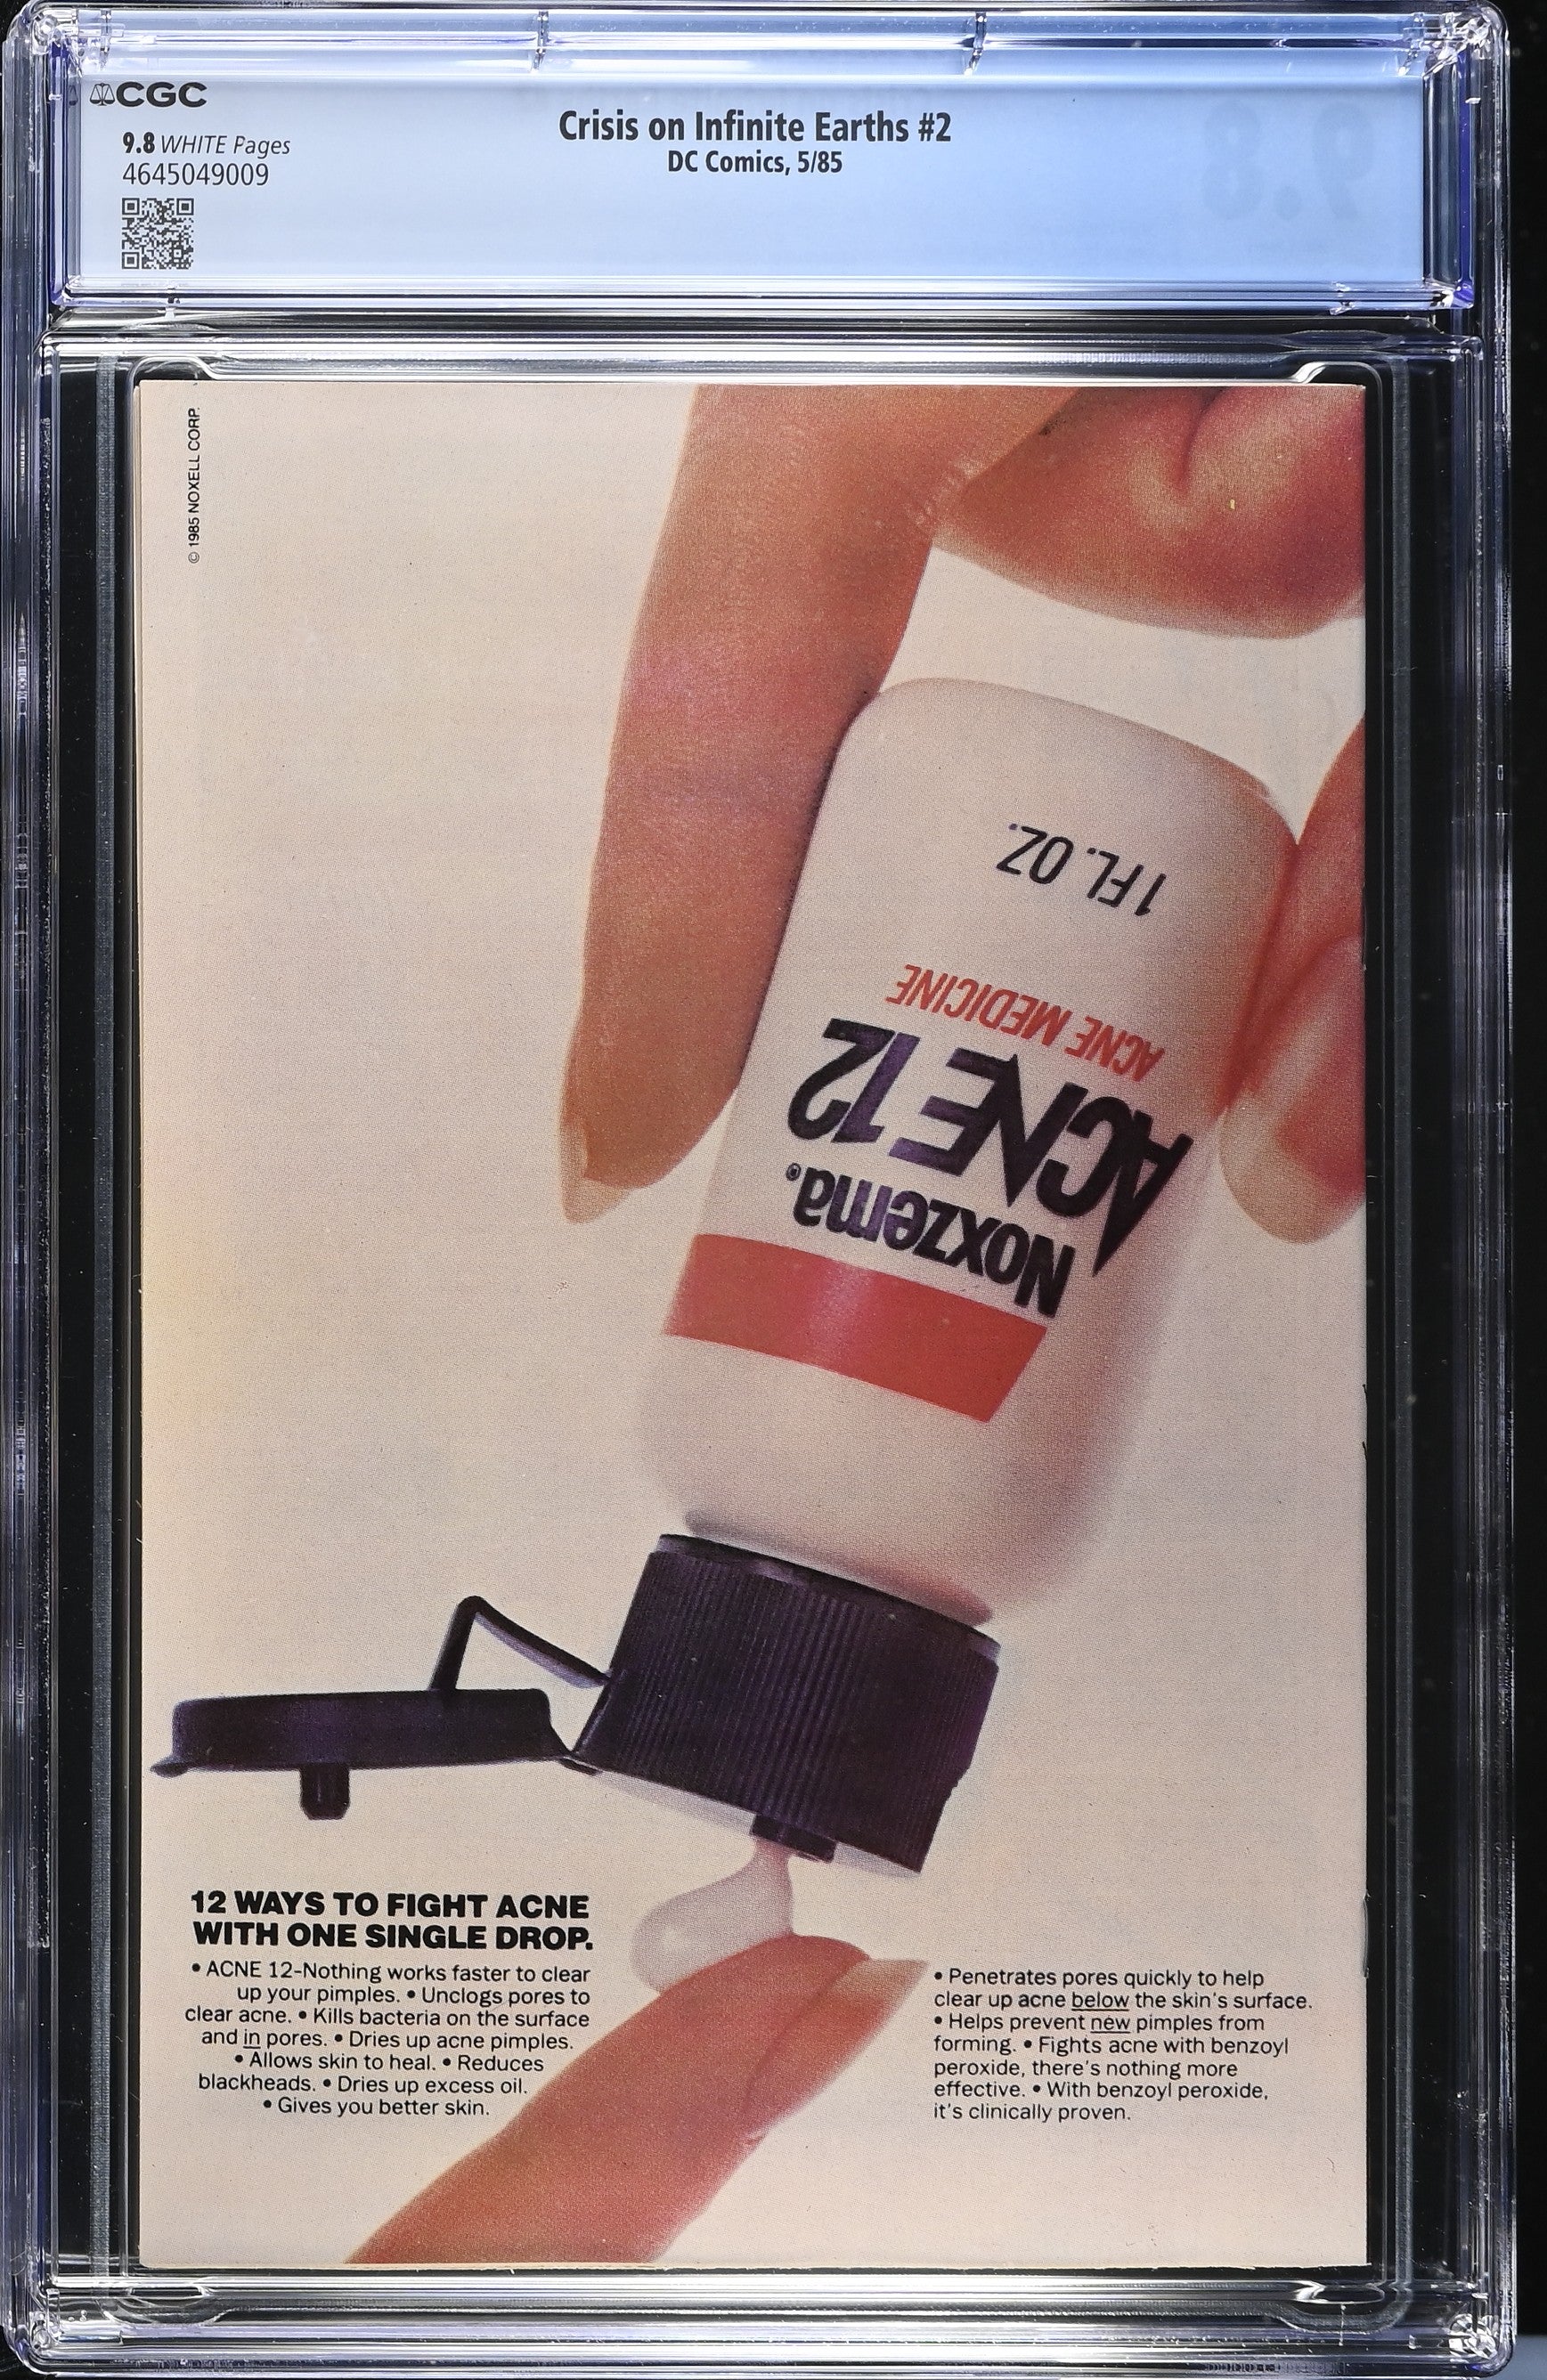 CGC
9.8 WHITE Pages
4645049009
Crisis on Infinite Earths #2
DC Comics, 5/85
9.8
© 1985 NOXELL CORP.
1 FL. OZ.
ACNE MEDICINE
ACNE 12
Noxzema®
12 WAYS TO FIGHT ACNE
WITH ONE SINGLE DROP.
• ACNE 12-Nothing works faster to clear
up your pimples. • Unclogs pores to
clear acne. • Kills bacteria on the surface
and in pores. • Dries up acne pimples.
• Allows skin to heal. • Reduces
blackheads. • Dries up excess oil.
• Gives you better skin.
• Penetrates pores quickly to help
clear up acne below the skin's surface.
• Helps prevent new pimples from
forming. • Fights acne with benzoyl
peroxide, there's nothing more
effective. • With benzoyl peroxide,
it's clinically proven.